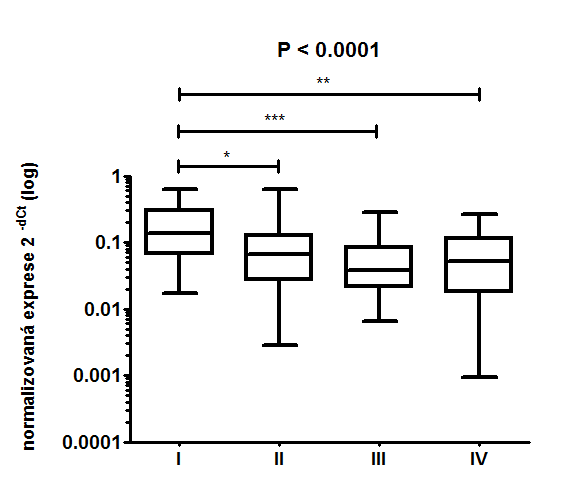 P < 0.0001
**
***
*
normalizovaná exprese 2 -dCt (log)
1
0.1
0.01
0.001
0.0001
I II III IV